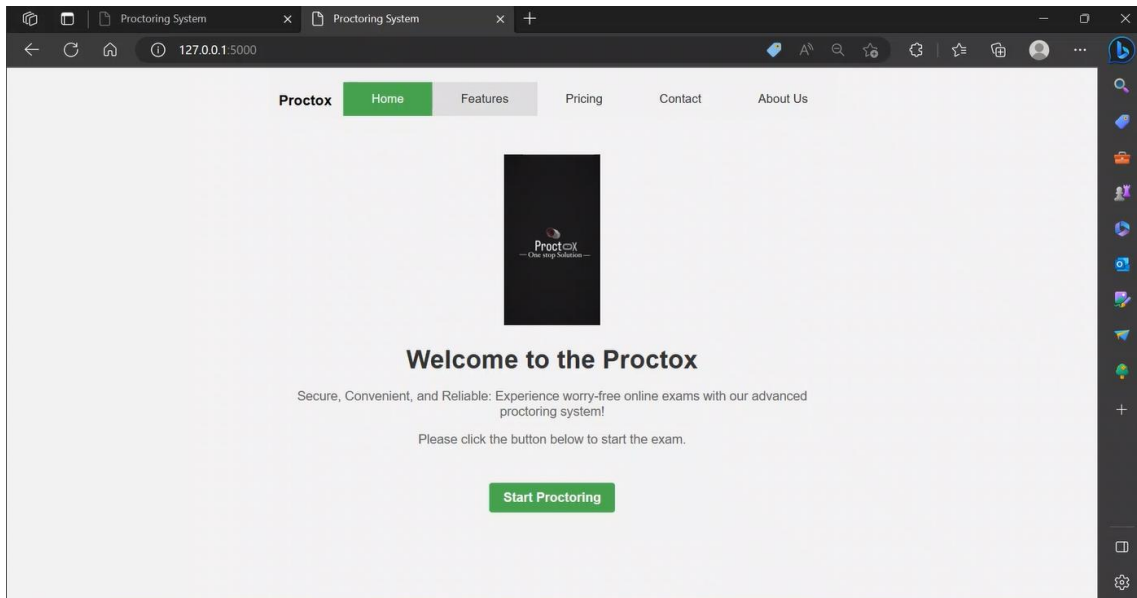 Proctoring System
Proctoring System
127.0.0.1:5000
Proctox Home Features Pricing Contact About Us
Proctox
— One stop Solution —
Welcome to the Proctox
Secure, Convenient, and Reliable: Experience worry-free online exams with our advanced
proctoring system!
Please click the button below to start the exam.
Start Proctoring